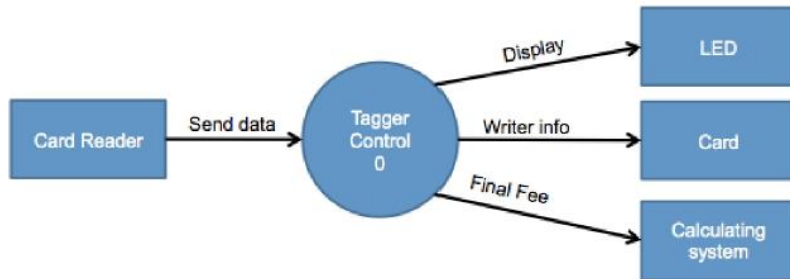 Card Reader
Send data
Tagger
Control
0
Display
LED
Writer info
Card
Final Fee
Calculating
system